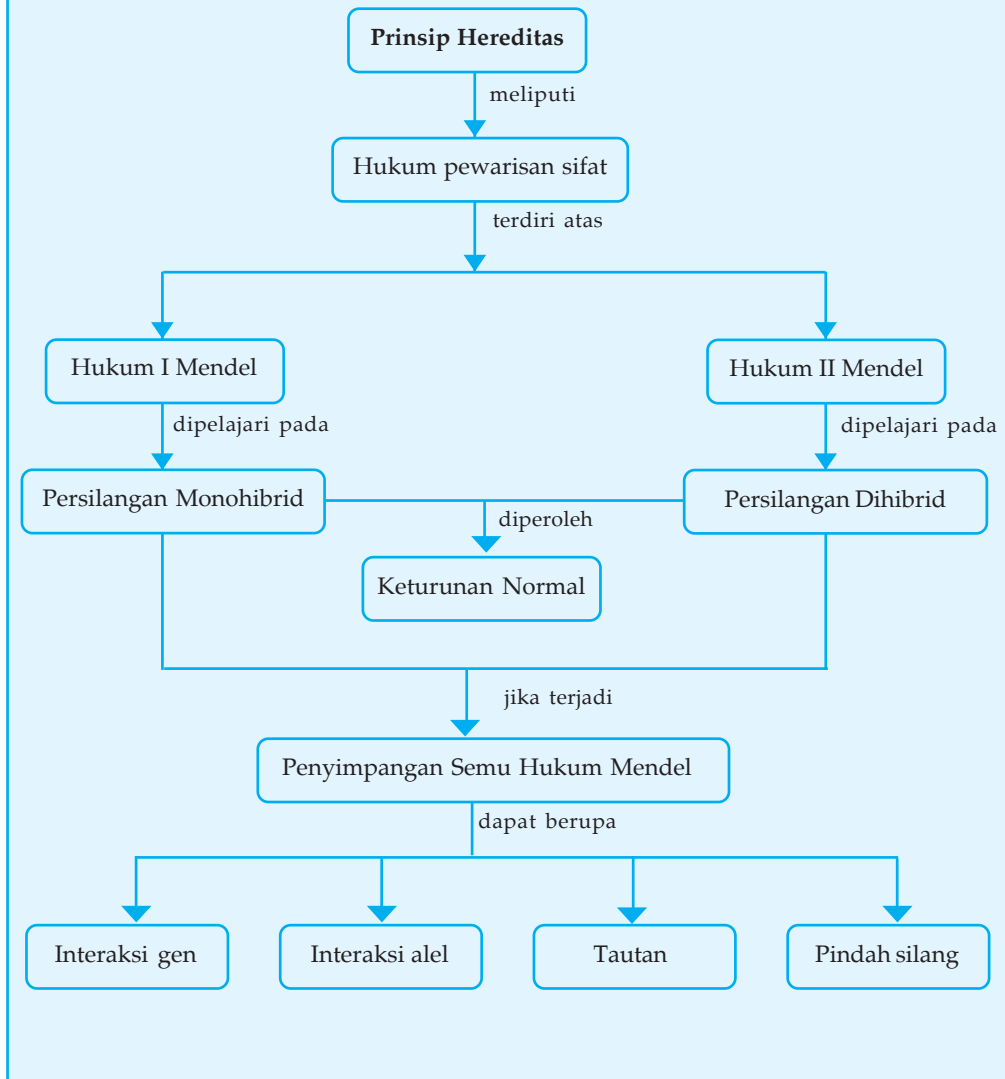 Prinsip Hereditas
meliputi
Hukum pewarisan sifat
terdiri atas
Hukum I Mendel
Hukum II Mendel
dipelajari pada
dipelajari pada
Persilangan Monohibrid
Persilangan Dihibrid
diperoleh
Keturunan Normal
jika terjadi
Penyimpangan Semu Hukum Mendel
dapat berupa
Interaksi gen
Interaksi alel
Tautan
Pindah silang